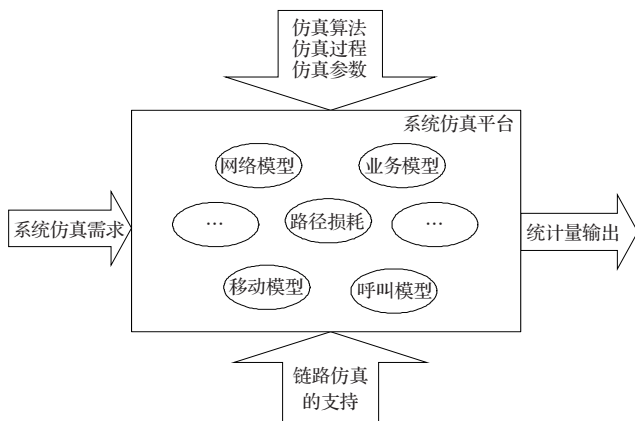 仿真算法
仿真过程
仿真参数
系统仿真平台
网络模型
业务模型
…
路径损耗
…
系统仿真需求
统计量输出
移动模型
呼叫模型
链路仿真
的支持